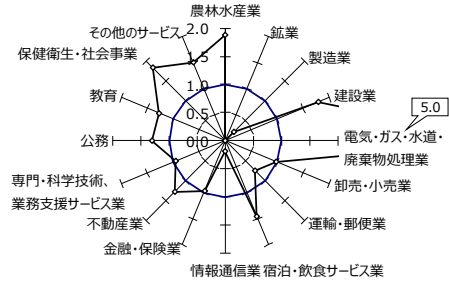 農林水産業
その他のサービス
鉱業
保健衛生・社会事業
製造業
教育
建設業
5.0
公務
電気・ガス・水道・
廃棄物処理業
専門・科学技術、
業務支援サービス業
卸売・小売業
不動産業
運輸・郵便業
金融・保険業
情報通信業
宿泊・飲食サービス業
2.0
1.5
1.0
0.5
0.0